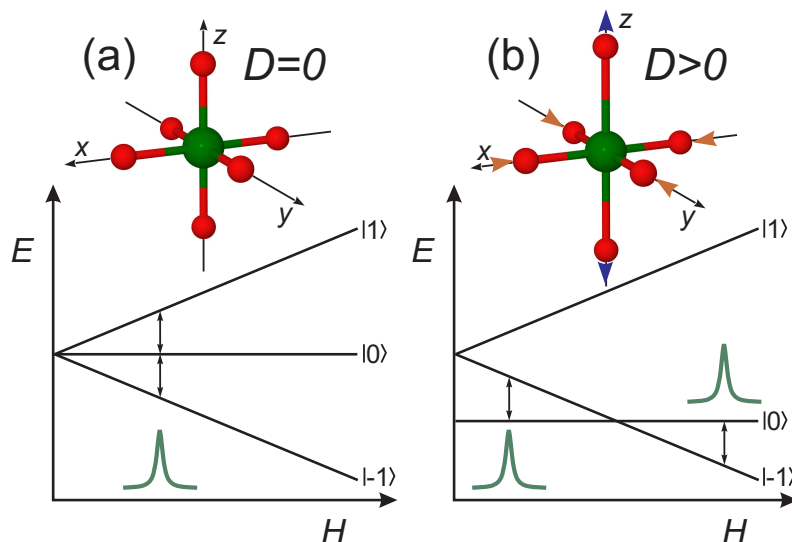 (a)
D=0
z
x
y
E
|1⟩
|0⟩
|-1⟩
H
(b)
D>0
z
x
y
E
|1⟩
|0⟩
|-1⟩
H